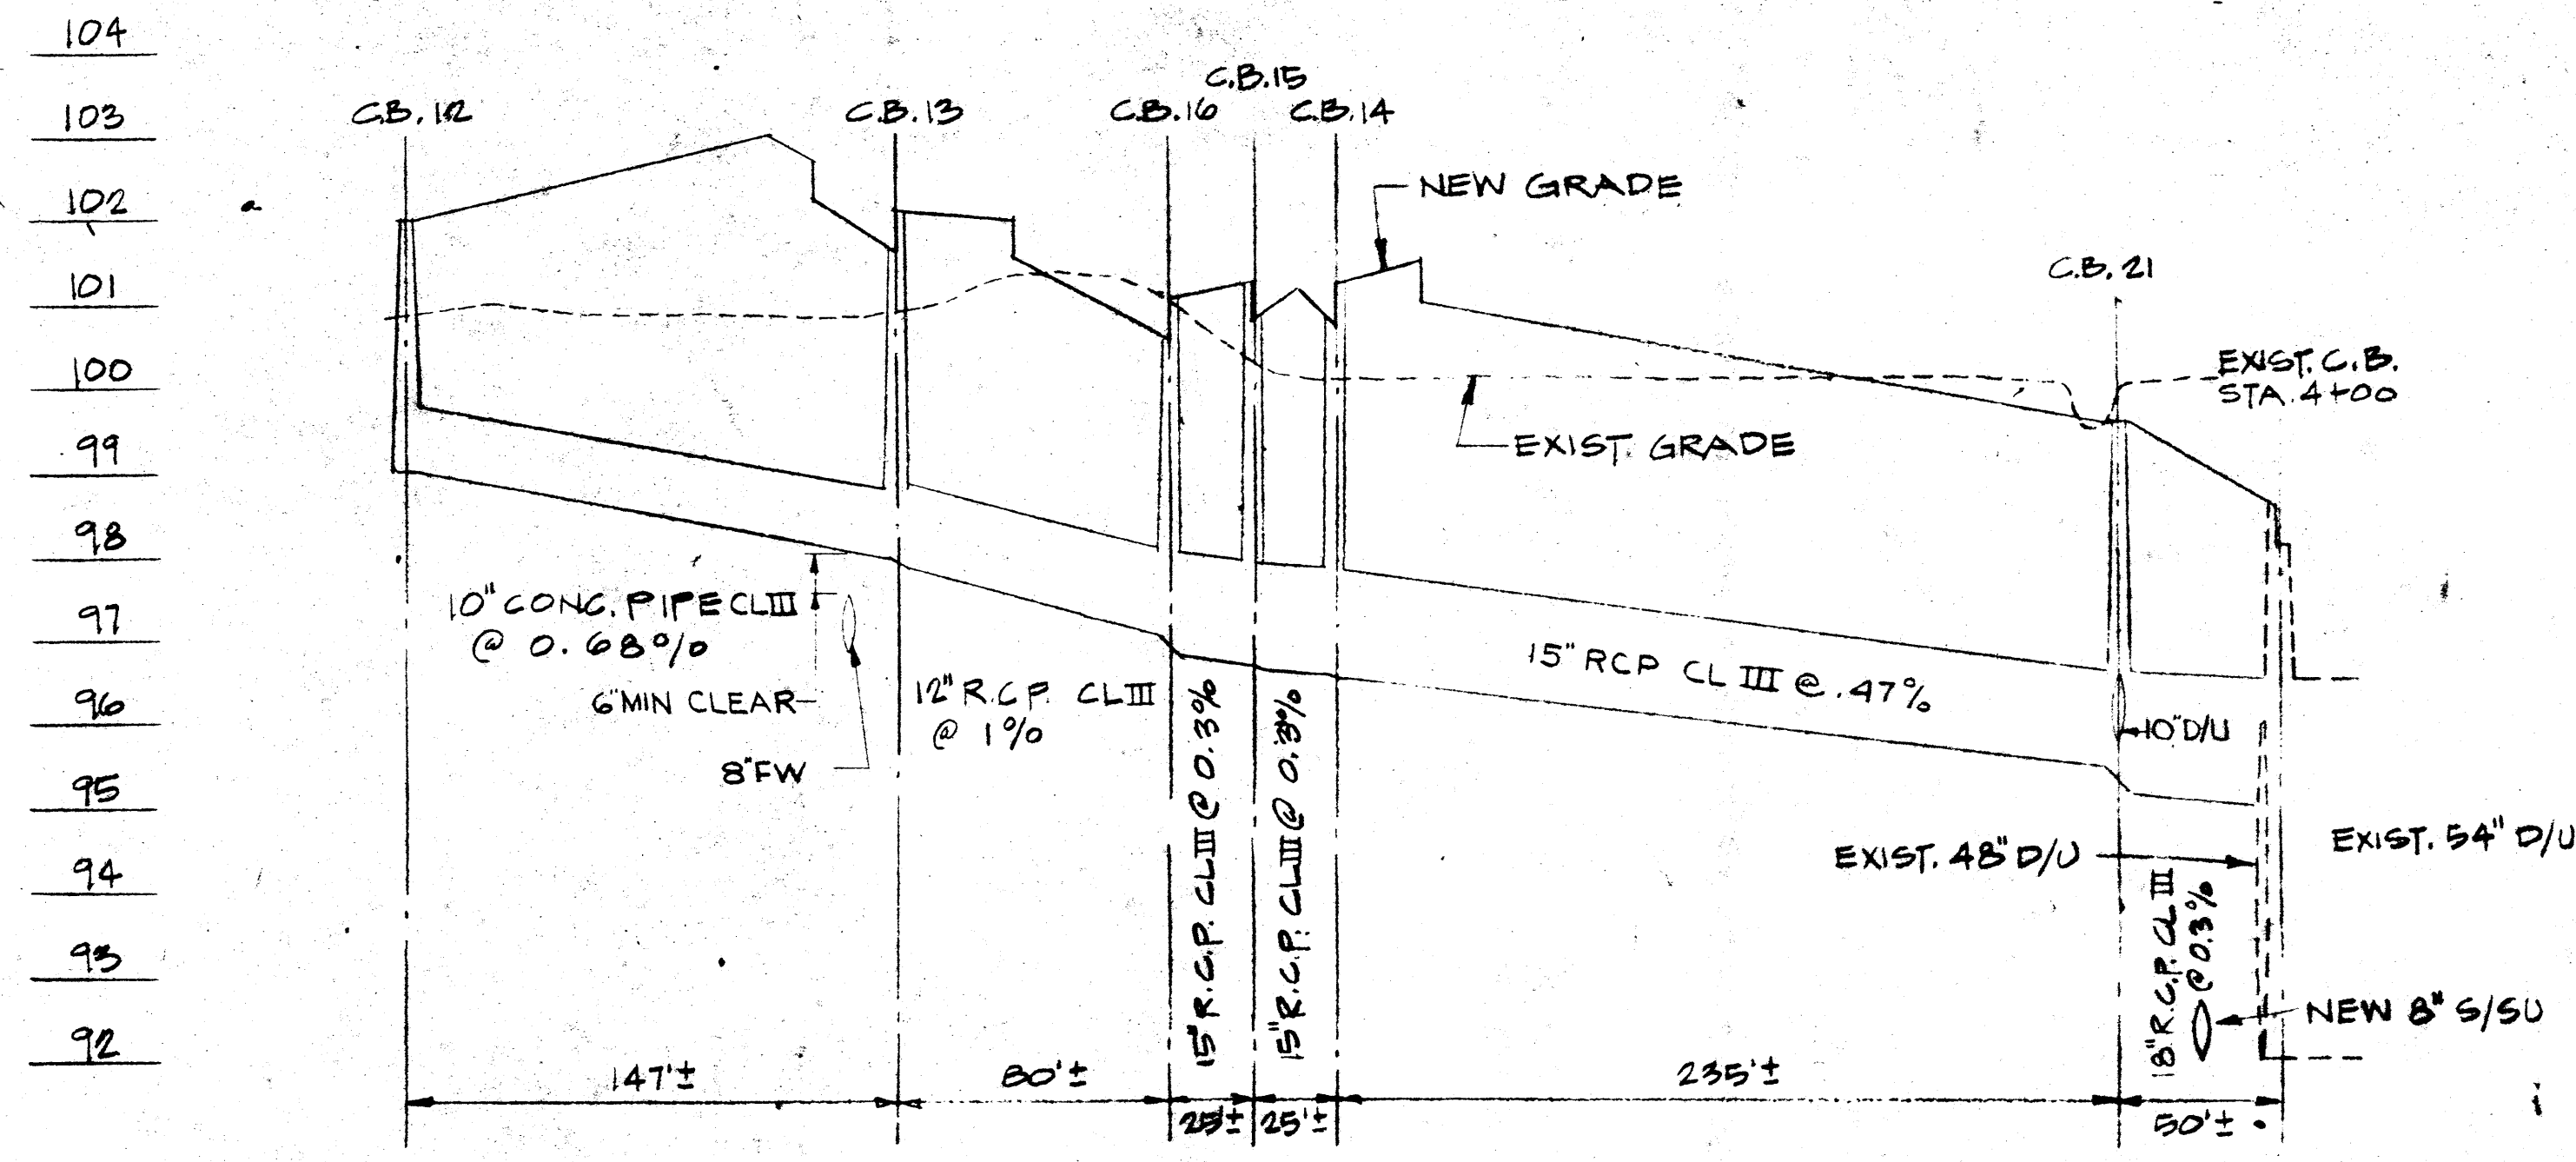 104
103
102
101
100
99
98
97
96
95
94
93
92
C.B. 12
C.B. 13
C.B. 16
C.B. 15
C.B. 14
C.B. 21
NEW GRADE
EXIST. GRADE
EXIST. C.B.
STA. 4+00
10" CONC. PIPE CL III
@ 0.68%
6" MIN CLEAR
8" FW
12" R.C.P. CL III
@ 1%
15" R.C.P. CL III @ 0.3%
15" R.C.P. CL III @ 0.3%
15" RCP CL III @ .47%
10" D/U
EXIST. 48" D/U
EXIST. 54" D/U
18" R.C.P. CL III
@ 0.3%
NEW 8" S/SU
147'±
80'±
25'±
25'±
235'±
50'±